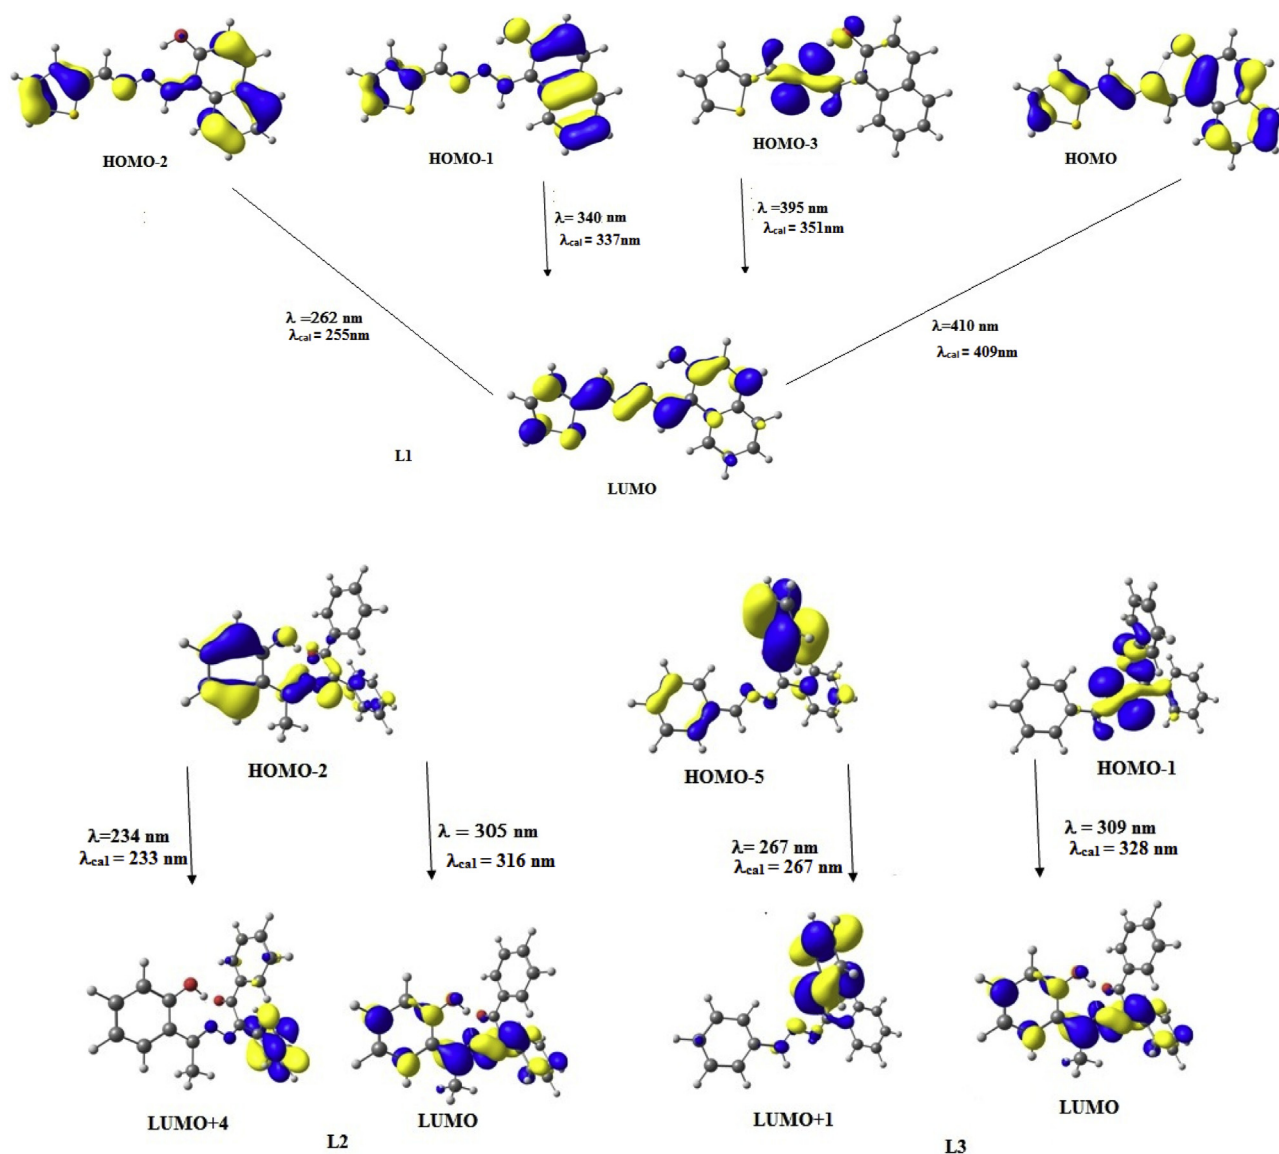 HOMO-2
HOMO-1
HOMO-3
HOMO
λ= 340 nm
λcal = 337nm
λ =395 nm
λcal = 351nm
λ =262 nm
λcal = 255nm
λ=410 nm
λcal = 409nm
L1
LUMO
HOMO-2
HOMO-5
HOMO-1
λ=234 nm
λcal = 233 nm
λ = 305 nm
λcal = 316 nm
λ= 267 nm
λcal = 267 nm
λ = 309 nm
λcal = 328 nm
LUMO+4
LUMO
LUMO+1
LUMO
L2
L3